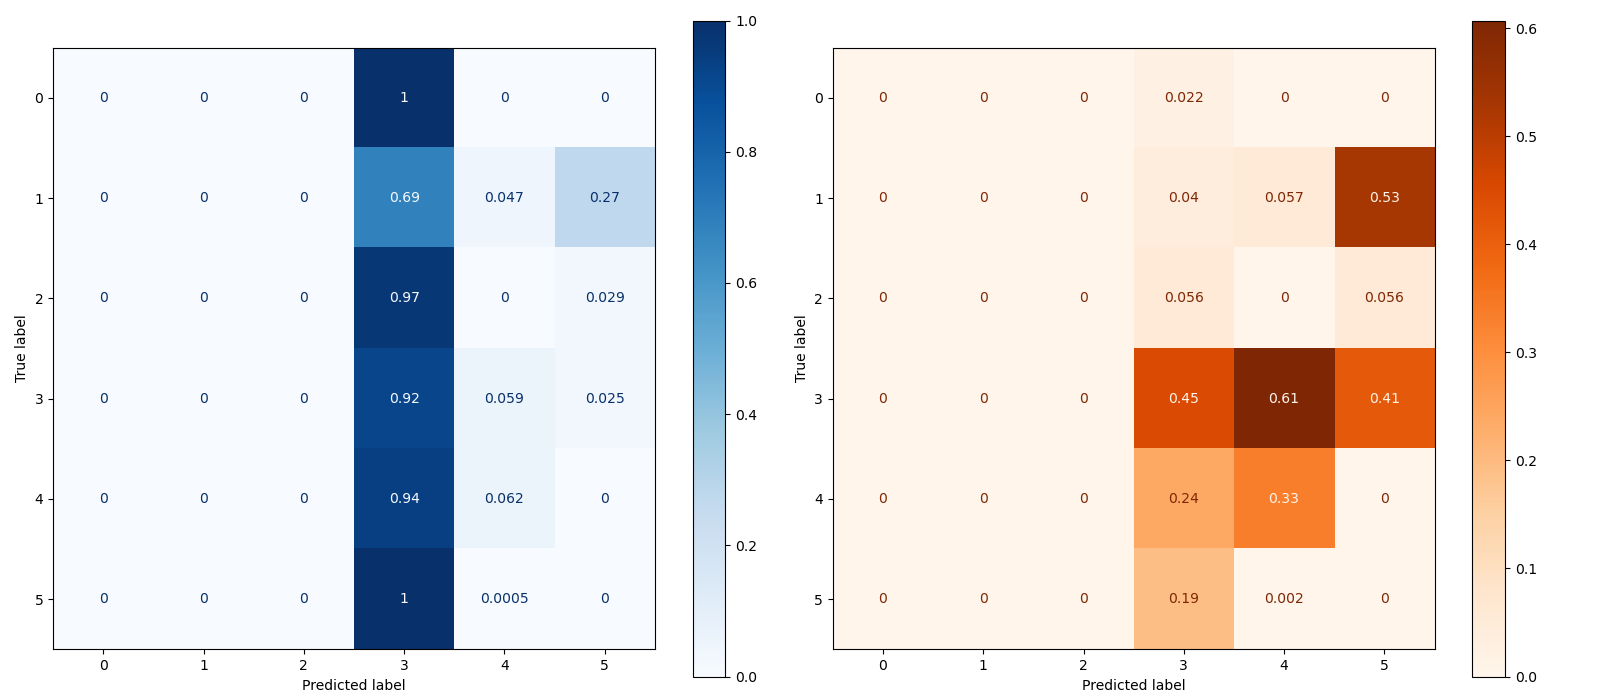 1.0
0 0 0 0 1 0 0
1 0 0 0 0.69 0.047 0.27
2 0 0 0 0.97 0 0.029
3 0 0 0 0.92 0.059 0.025
4 0 0 0 0.94 0.062 0
5 0 0 0 1 0.0005 0
0 1 2 3 4 5
True label
Predicted label
0.8
0.6
0.4
0.2
0.0
0 0 0 0 0.022 0 0
1 0 0 0 0.04 0.057 0.53
2 0 0 0 0.056 0 0.056
3 0 0 0 0.45 0.61 0.41
4 0 0 0 0.24 0.33 0
5 0 0 0 0.19 0.002 0
0 1 2 3 4 5
True label
Predicted label
0.6
0.5
0.4
0.3
0.2
0.1
0.0